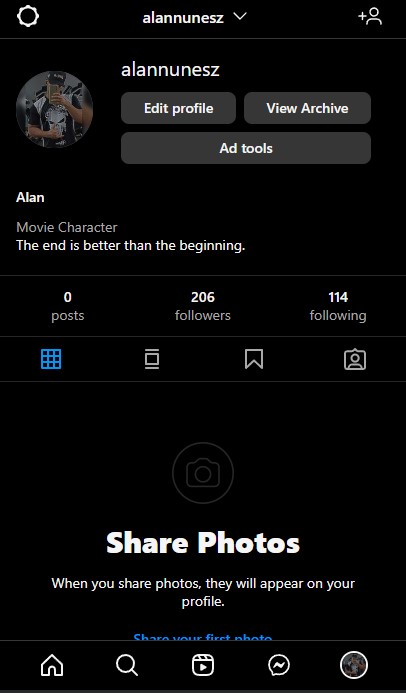 alannunesz
alannunesz
Edit profile
View Archive
Ad tools
Alan
Movie Character
The end is better than the beginning.
0 posts
206 followers
114 following
Share Photos
When you share photos, they will appear on your
profile.
Share your first photo